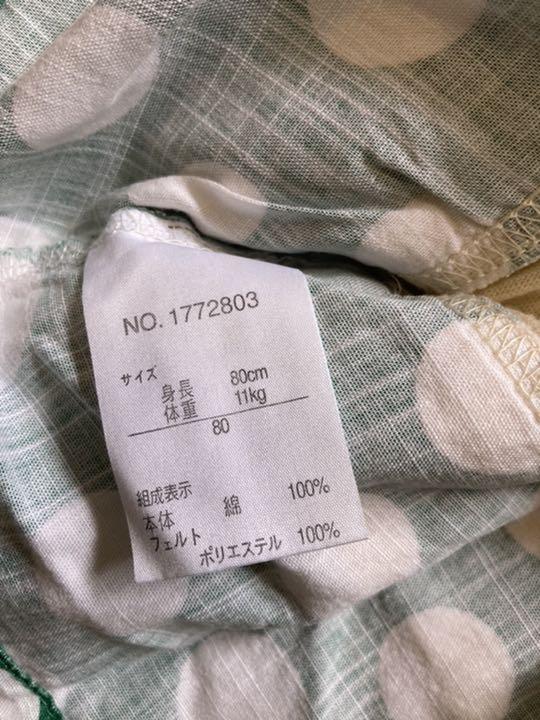 NO. 1772803
サイズ
身長 80cm
体重 11kg
80
組成表示
本体 綿 100%
フェルト ポリエステル 100%